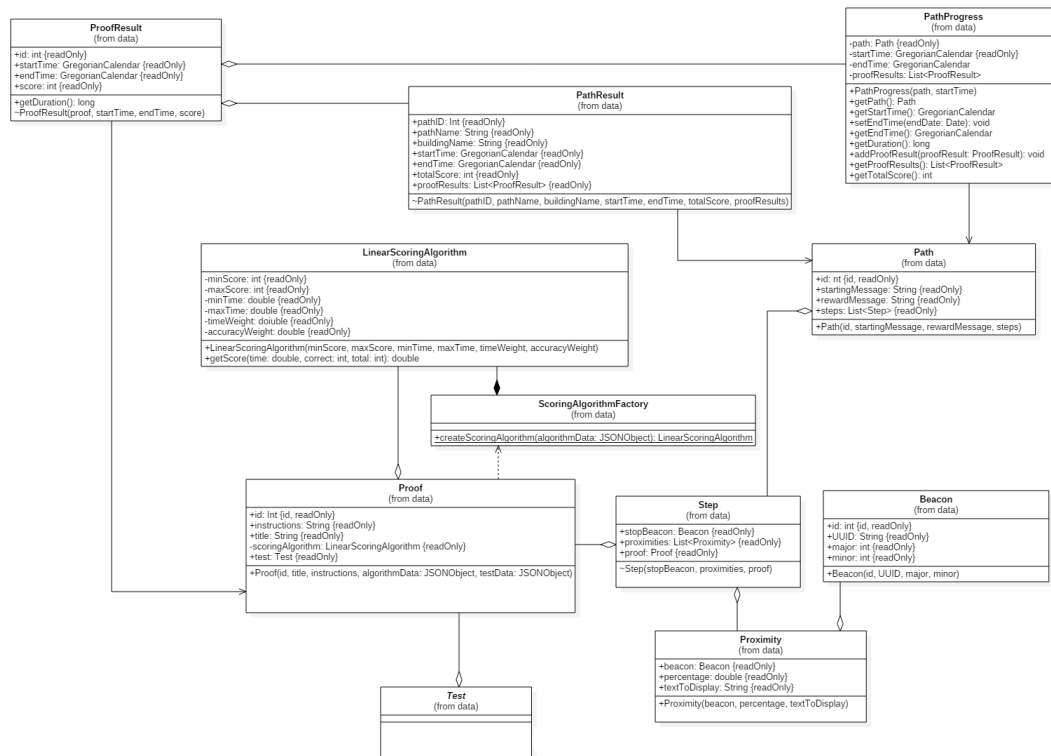 ProofResult
(from data)
+id: int {readOnly}
+startTime: GregorianCalendar {readOnly}
+endTime: GregorianCalendar {readOnly}
+score: int {readOnly}
+getDuration(): long
~ProofResult(proof, startTime, endTime, score)
PathProgress
(from data)
-path: Path {readOnly}
-startTime: GregorianCalendar {readOnly}
-endTime: GregorianCalendar
-proofResults: List<ProofResult>
+PathProgress(path, startTime)
+getPath(): Path
+getStartTime(): GregorianCalendar
+setEndTime(endDate: Date): void
+getEndTime(): GregorianCalendar
+getDuration(): long
+addProofResult(proofResult: ProofResult): void
+getProofResults(): List<ProofResult>
+getTotalScore(): int
PathResult
(from data)
+pathID: Int {readOnly}
+pathName: String {readOnly}
+buildingName: String {readOnly}
+startTime: GregorianCalendar {readOnly}
+endTime: GregorianCalendar {readOnly}
+totalScore: int {readOnly}
+proofResults: List<ProofResult> {readOnly}
~PathResult(pathID, pathName, buildingName, startTime, endTime, totalScore, proofResults)
LinearScoringAlgorithm
(from data)
-minScore: int {readOnly}
-maxScore: int {readOnly}
-minTime: double {readOnly}
-maxTime: double {readOnly}
-timeWeight: doiuble {readOnly}
-accuracyWeight: double {readOnly}
+LinearScoringAlgorithm(minScore, maxScore, minTime, maxTime, timeWeight, accuracyWeight)
+getScore(time: double, correct: int, total: int): double
Path
(from data)
+id: nt {id, readOnly}
+startingMessage: String {readOnly}
+rewardMessage: String {readOnly}
+steps: List<Step> {readOnly}
+Path(id, startingMessage, rewardMessage, steps)
ScoringAlgorithmFactory
(from data)
+createScoringAlgorithm(algorithmData: JSONObject): LinearScoringAlgorithm
Proof
(from data)
+id: Int {id, readOnly}
+instructions: String {readOnly}
+title: String {readOnly}
-scoringAlgorithm: LinearScoringAlgorithm {readOnly}
+test: Test {readOnly}
+Proof(id, title, instructions, algorithmData: JSONObject, testData: JSONObject)
Step
(from data)
+stopBeacon: Beacon {readOnly}
+proximities: List<Proximity> {readOnly}
+proof: Proof {readOnly}
~Step(stopBeacon, proximities, proof)
Beacon
(from data)
+id: int {id, readOnly}
+UUID: String {readOnly}
+major: int {readOnly}
+minor: int {readOnly}
+Beacon(id, UUID, major, minor)
Proximity
(from data)
+beacon: Beacon {readOnly}
+percentage: double {readOnly}
+textToDisplay: String {readOnly}
+Proximity(beacon, percentage, textToDisplay)
Test
(from data)